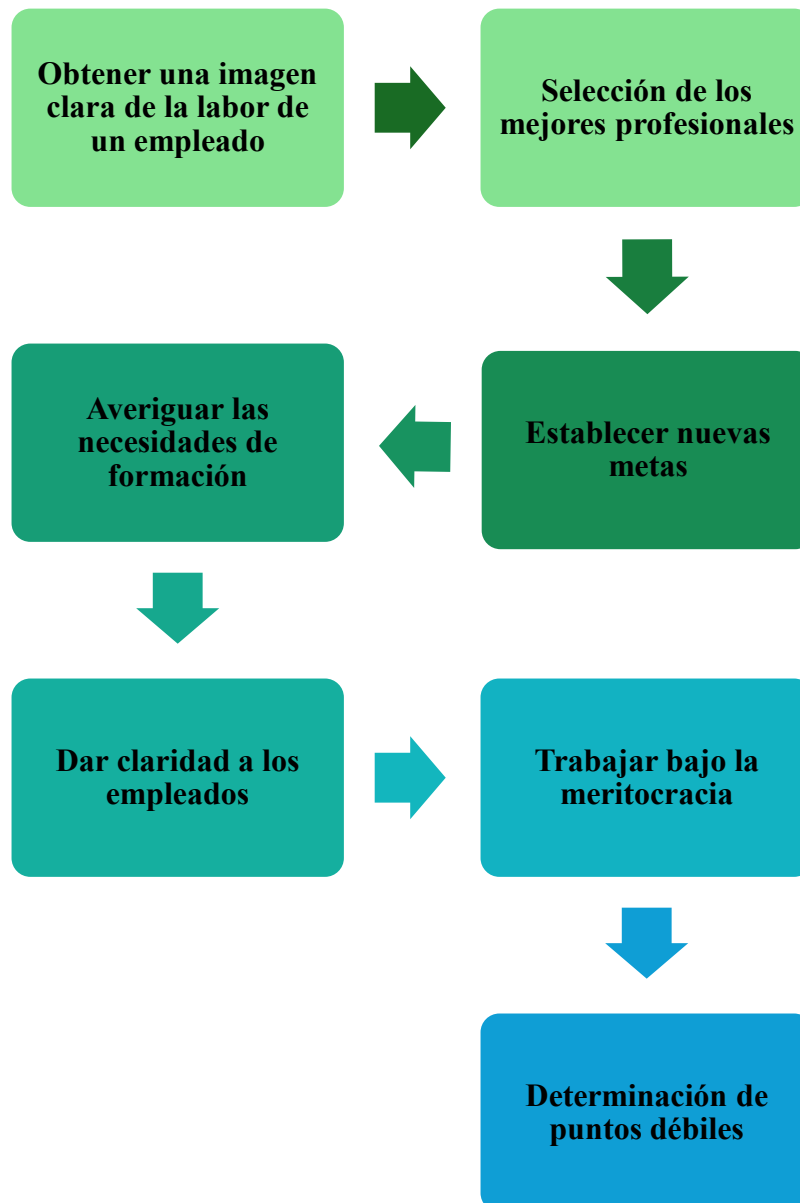 Obtener una imagen
clara de la labor de
un empleado
Selección de los
mejores profesionales
Establecer nuevas
metas
Averiguar las
necesidades de
formación
Dar claridad a los
empleados
Trabajar bajo la
meritocracia
Determinación de
puntos débiles